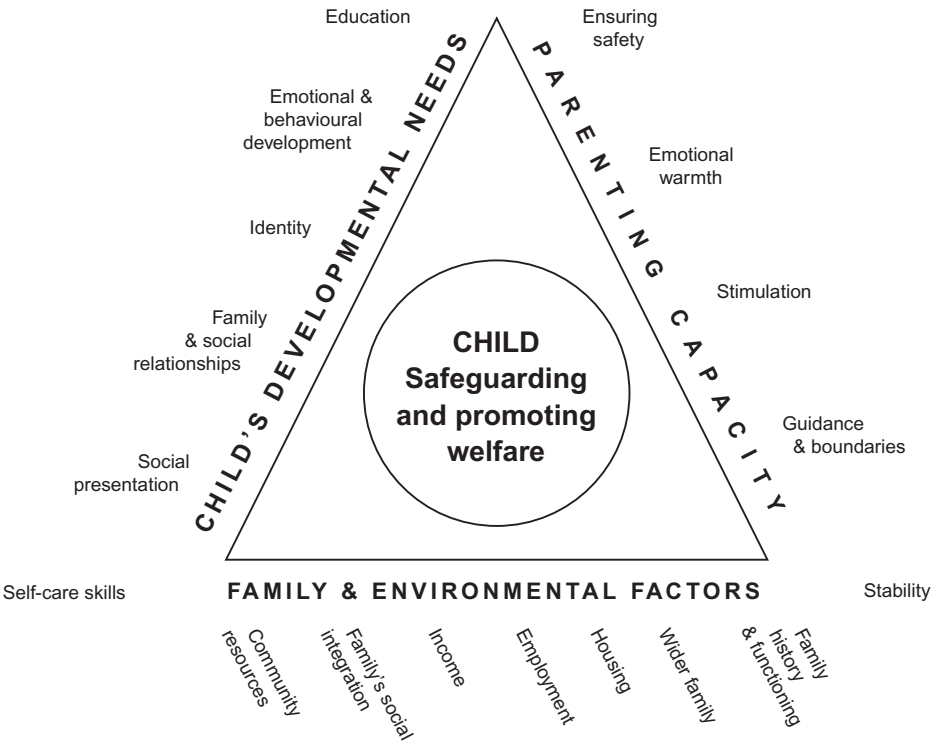 Education
Emotional &
behavioural
development
Identity
Family
& social
relationships
Social
presentation
Self-care skills
CHILD'S DEVELOPMENTAL NEEDS
Ensuring
safety
Emotional
warmth
Stimulation
Guidance
& boundaries
Stability
PARENTING CAPACITY
CHILD
Safeguarding
and promoting
welfare
FAMILY & ENVIRONMENTAL FACTORS
Community
resources
Family's social
integration
Income
Employment
Housing
Wider family
Family
history
& functioning